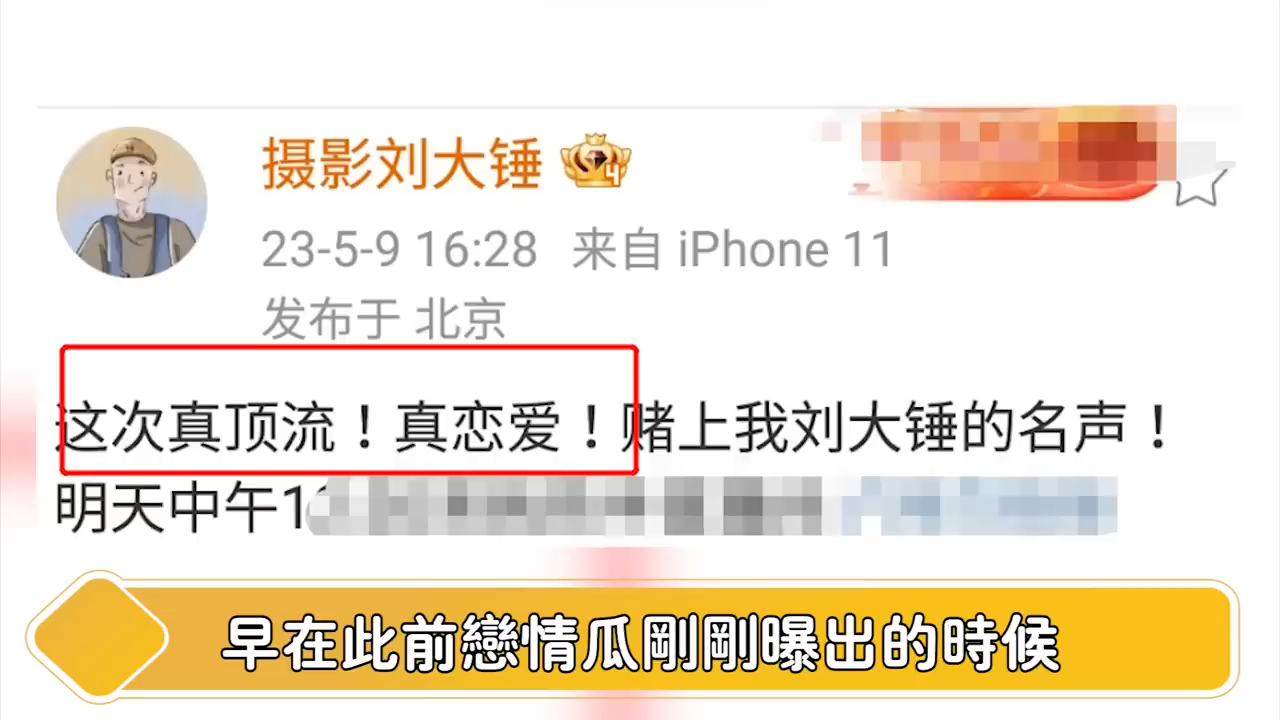 摄影刘大锤
4
23-5-9 16:28 来自 iPhone 11
发布于 北京
这次真顶流！真恋爱！赌上我刘大锤的名声！
明天中午1
早在此前戀情瓜剛剛曝出的時候